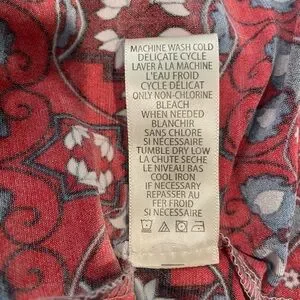 MACHINE WASH COLD
DELICATE CYCLE
LAVER À LA MACHINE
L'EAU FROID
CYCLE DÉLICAT
ONLY NON-CHLORINE
BLEACH
WHEN NEEDED
BLANCHIR
SANS CHLORE
SI NÉCESSAIRE
TUMBLE DRY LOW
LA CHUTE SECHE
LE NIVEAU BAS
COOL IRON
IF NECESSARY
REPASSER AU
FER FROID
SI NÉCESSAIRE